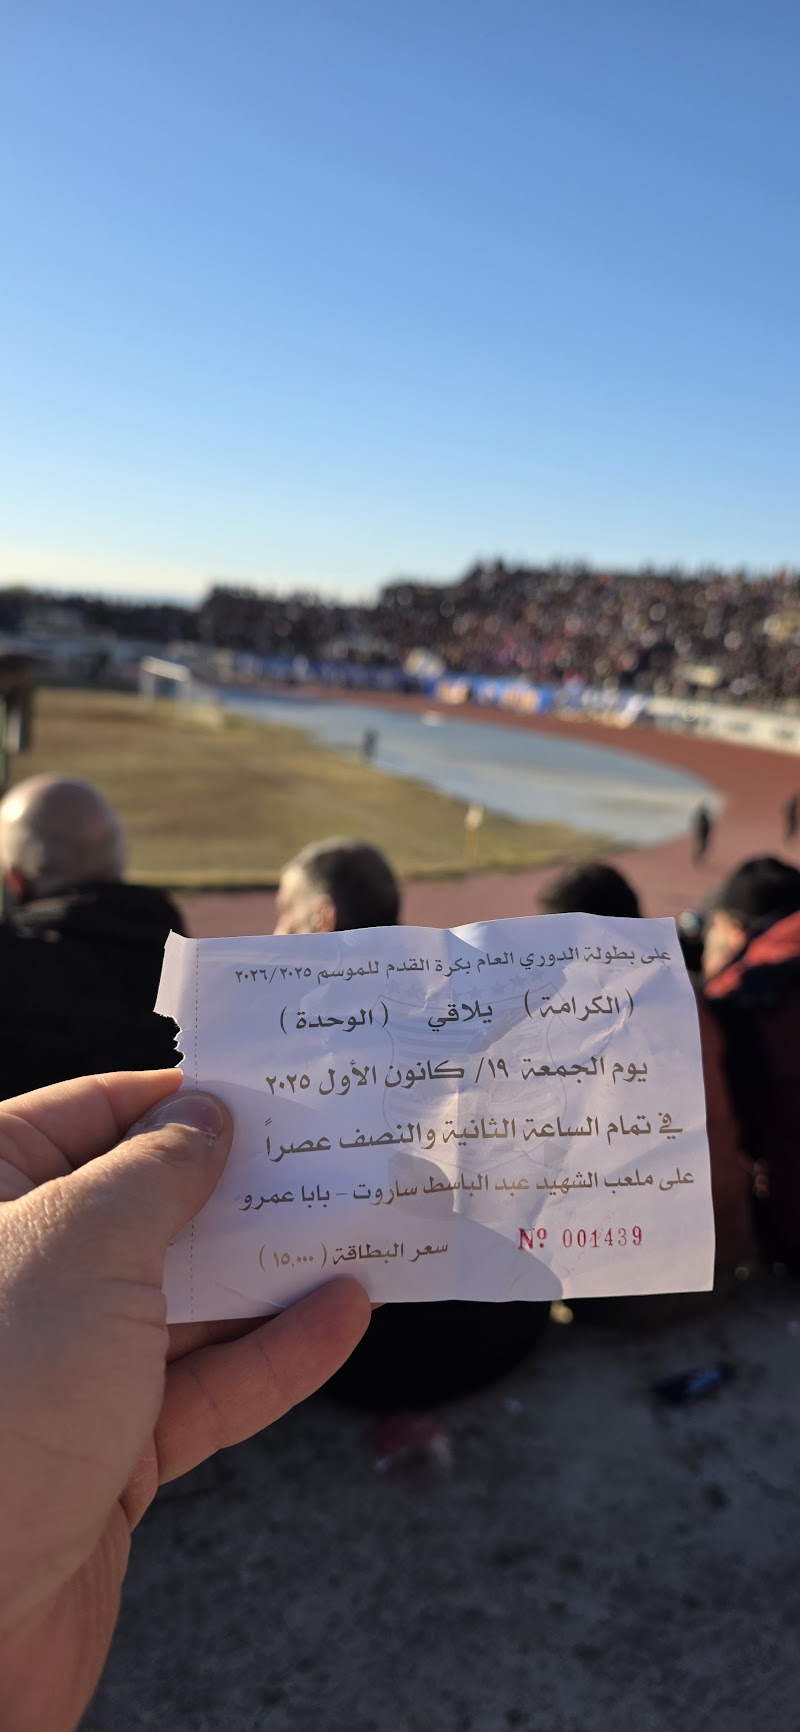 على بطولة الدوري العام بكرة القدم للموسم ٢٠٢٦/٢٠٢٥
(الكرامة) يلاقي (الوحدة)
يوم الجمعة ١٩/ كانون الأول ٢٠٢٥
في تمام الساعة الثانية والنصف عصراً
على ملعب الشهيد عبد الباسط ساروت - بابا عمرو
Nº 001439
سعر البطاقة (١٥,٠٠٠)